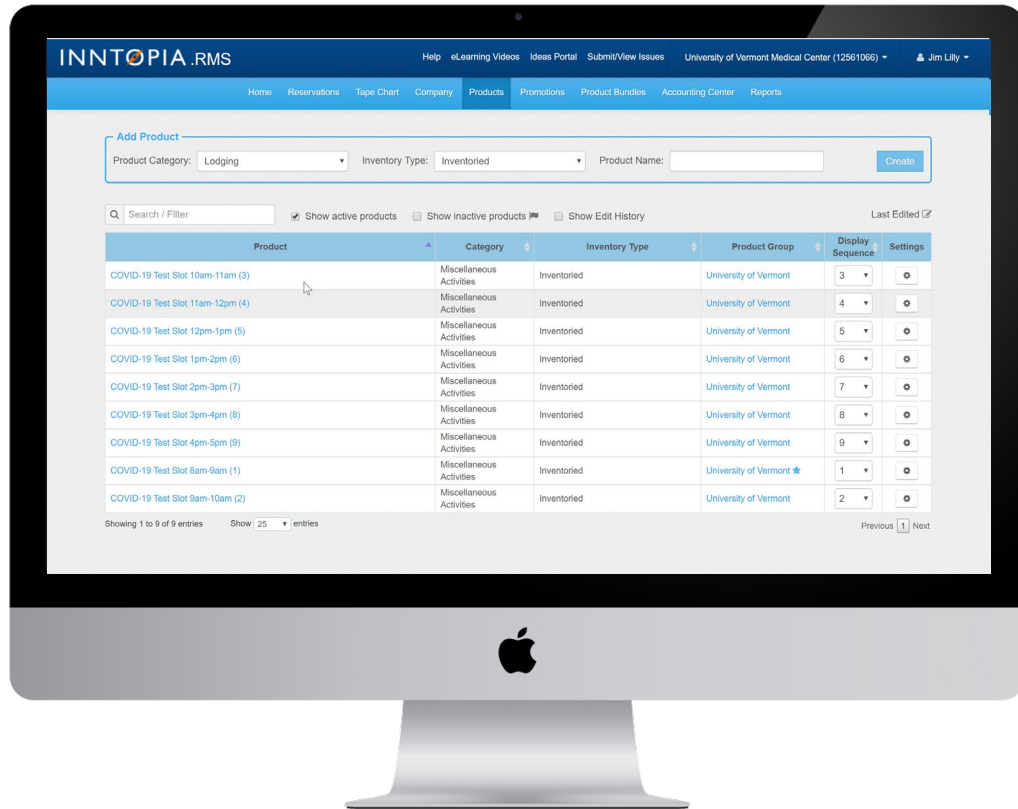 INNTOPIA.RMS
Help eLearning Videos Ideas Portal Submit/View Issues University of Vermont Medical Center (12561066) Jim Lilly
Home Reservations Tape Chart Company Products Promotions Product Bundles Accounting Center Reports
Add Product
Product Category: Lodging Inventory Type: Inventoried Product Name: Create
Search / Filter Show active products Show inactive products Show Edit History Last Edited
Product Category Inventory Type Product Group Display Sequence Settings
COVID-19 Test Slot 10am-11am (3) Miscellaneous Activities Inventoried University of Vermont 3
COVID-19 Test Slot 11am-12pm (4) Miscellaneous Activities Inventoried University of Vermont 4
COVID-19 Test Slot 12pm-1pm (5) Miscellaneous Activities Inventoried University of Vermont 5
COVID-19 Test Slot 1pm-2pm (6) Miscellaneous Activities Inventoried University of Vermont 6
COVID-19 Test Slot 2pm-3pm (7) Miscellaneous Activities Inventoried University of Vermont 7
COVID-19 Test Slot 3pm-4pm (8) Miscellaneous Activities Inventoried University of Vermont 8
COVID-19 Test Slot 4pm-5pm (9) Miscellaneous Activities Inventoried University of Vermont 9
COVID-19 Test Slot 8am-9am (1) Miscellaneous Activities Inventoried University of Vermont 1
COVID-19 Test Slot 9am-10am (2) Miscellaneous Activities Inventoried University of Vermont 2
Showing 1 to 9 of 9 entries Show 25 entries Previous 1 Next